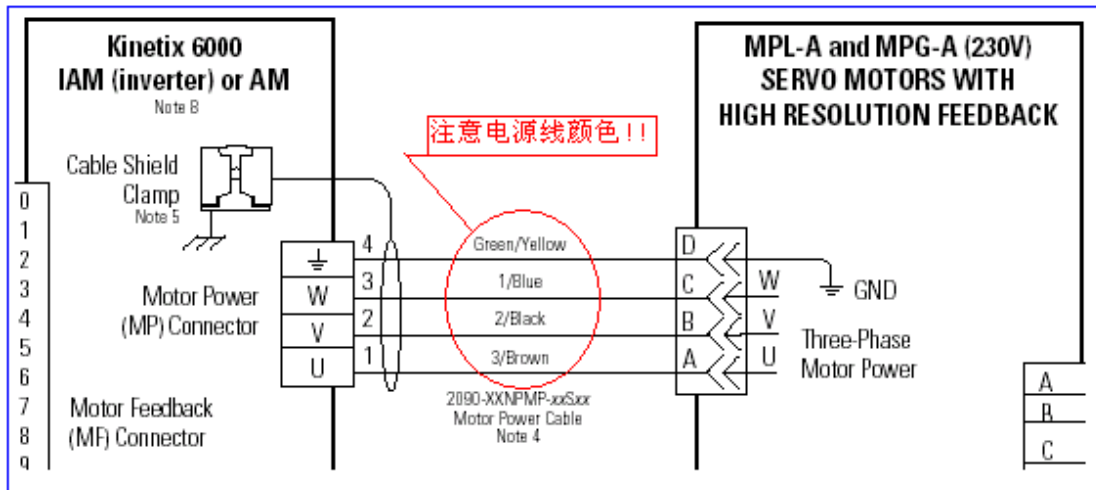 Kinetix 6000
IAM (inverter) or AM
Note 8
MPL-A and MPG-A (230V)
SERVO MOTORS WITH
HIGH RESOLUTION FEEDBACK
注意电源线颜色!!
Cable Shield
Clamp
Note 5
0
1
2
3
4
5
6
7
8
9
Motor Power
(MP) Connector
W
V
U
4
3
2
1
Green/Yellow
1/Blue
2/Black
3/Brown
D
C
B
A
W
V
U
GND
Three-Phase
Motor Power
2090-XXNPMP-xxSxx
Motor Power Cable
Note 4
Motor Feedback
(MF) Connector
A
B
C